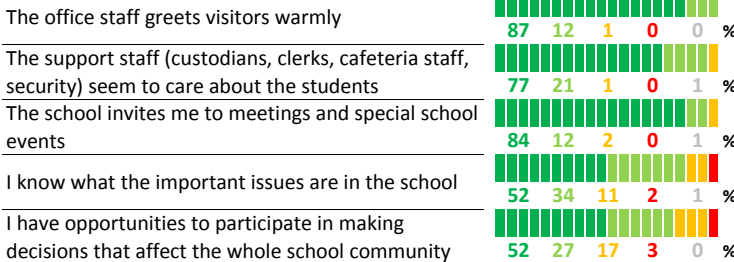 The office staff greets visitors warmly
87 12 1 0 0 %
The support staff (custodians, clerks, cafeteria staff,
security) seem to care about the students
77 21 1 0 1 %
The school invites me to meetings and special school
events
84 12 2 0 1 %
I know what the important issues are in the school
52 34 11 2 1 %
I have opportunities to participate in making
decisions that affect the whole school community
52 27 17 3 0 %